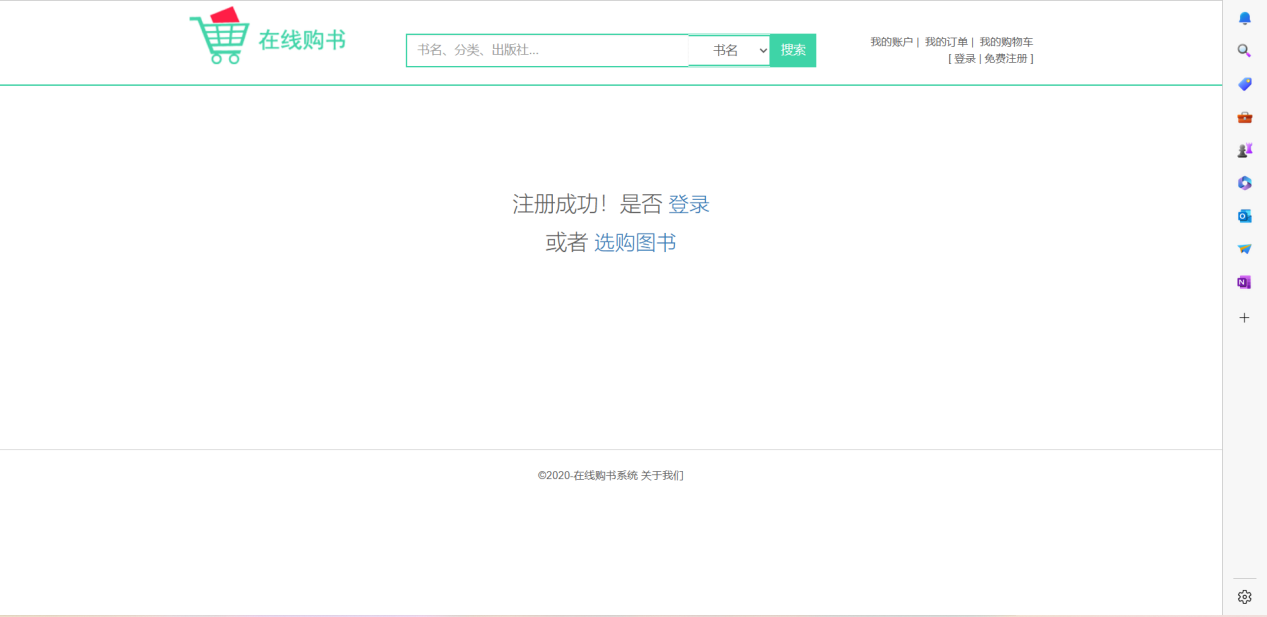 在线购书
书名、分类、出版社...
书名
搜索
我的账户 | 我的订单 | 我的购物车
[ 登录 | 免费注册 ]
注册成功！是否 登录
或者 选购图书
©2020-在线购书系统 关于我们